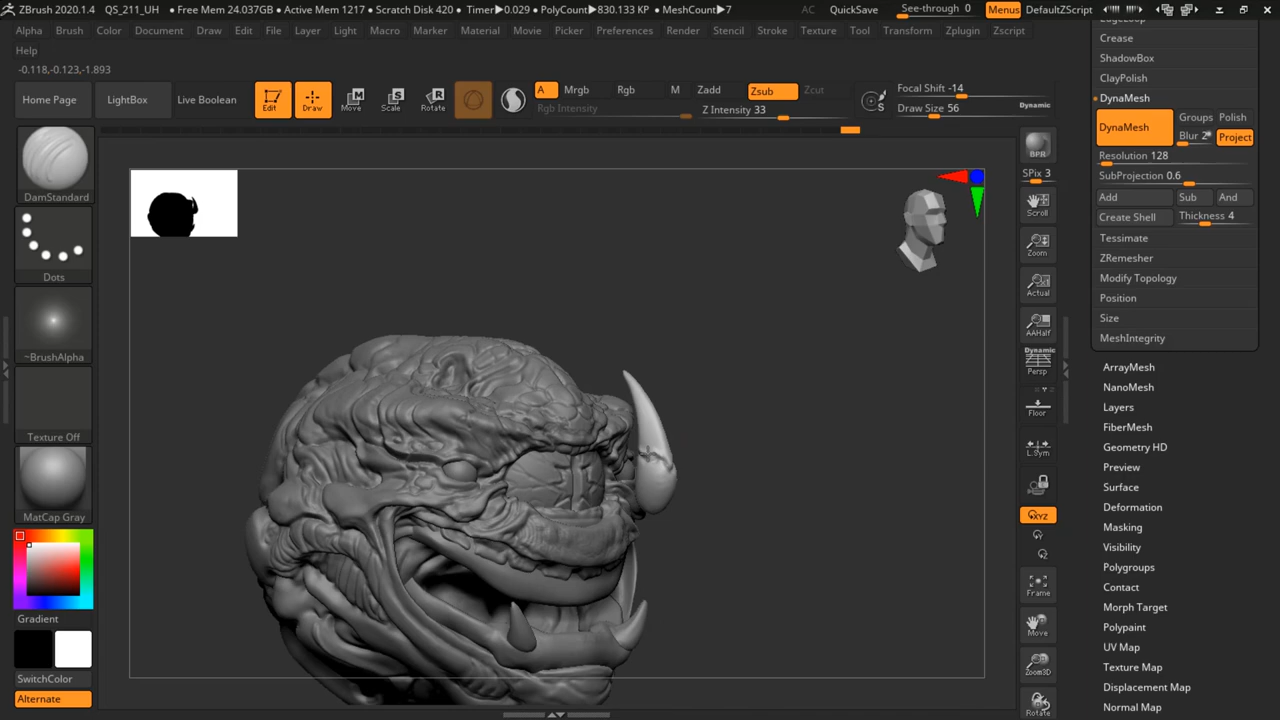 ZBrush 2020.1.4 QS_211_UH ● Free Mem 24.037GB ● Active Mem 1217 ● Scratch Disk 420 ● Timer▶0.029 ● PolyCount▶830.133 KP ● MeshCount▶7 AC QuickSave See-through 0 Menus DefaultZScript
Alpha Brush Color Document Draw Edit File Layer Light Macro Marker Material Movie Picker Preferences Render Stencil Stroke Texture Tool Transform Zplugin Zscript
Help
-0.118,-0.123,-1.893
Home Page LightBox Live Boolean Edit Draw Move Scale Rotate
A Mrgb Rgb M Zadd Zsub Zcut
Rgb Intensity Z Intensity 33
Focal Shift -14
Draw Size 56 Dynamic
DamStandard
Dots
~BrushAlpha
Texture Off
MatCap Gray
Gradient
SwitchColor
Alternate
BPR
SPix 3
Scroll
Zoom
Actual
AAHalf
Dynamic
Persp
Floor
L.Sym
XYZ
Frame
Move
Zoom3D
Rotate
EdgeLoop
Crease
ShadowBox
ClayPolish
DynaMesh
DynaMesh Groups Polish
Blur 2 Project
Resolution 128
SubProjection 0.6
Add Sub And
Create Shell Thickness 4
Tessimate
ZRemesher
Modify Topology
Position
Size
MeshIntegrity
ArrayMesh
NanoMesh
Layers
FiberMesh
Geometry HD
Preview
Surface
Deformation
Masking
Visibility
Polygroups
Contact
Morph Target
Polypaint
UV Map
Texture Map
Displacement Map
Normal Map